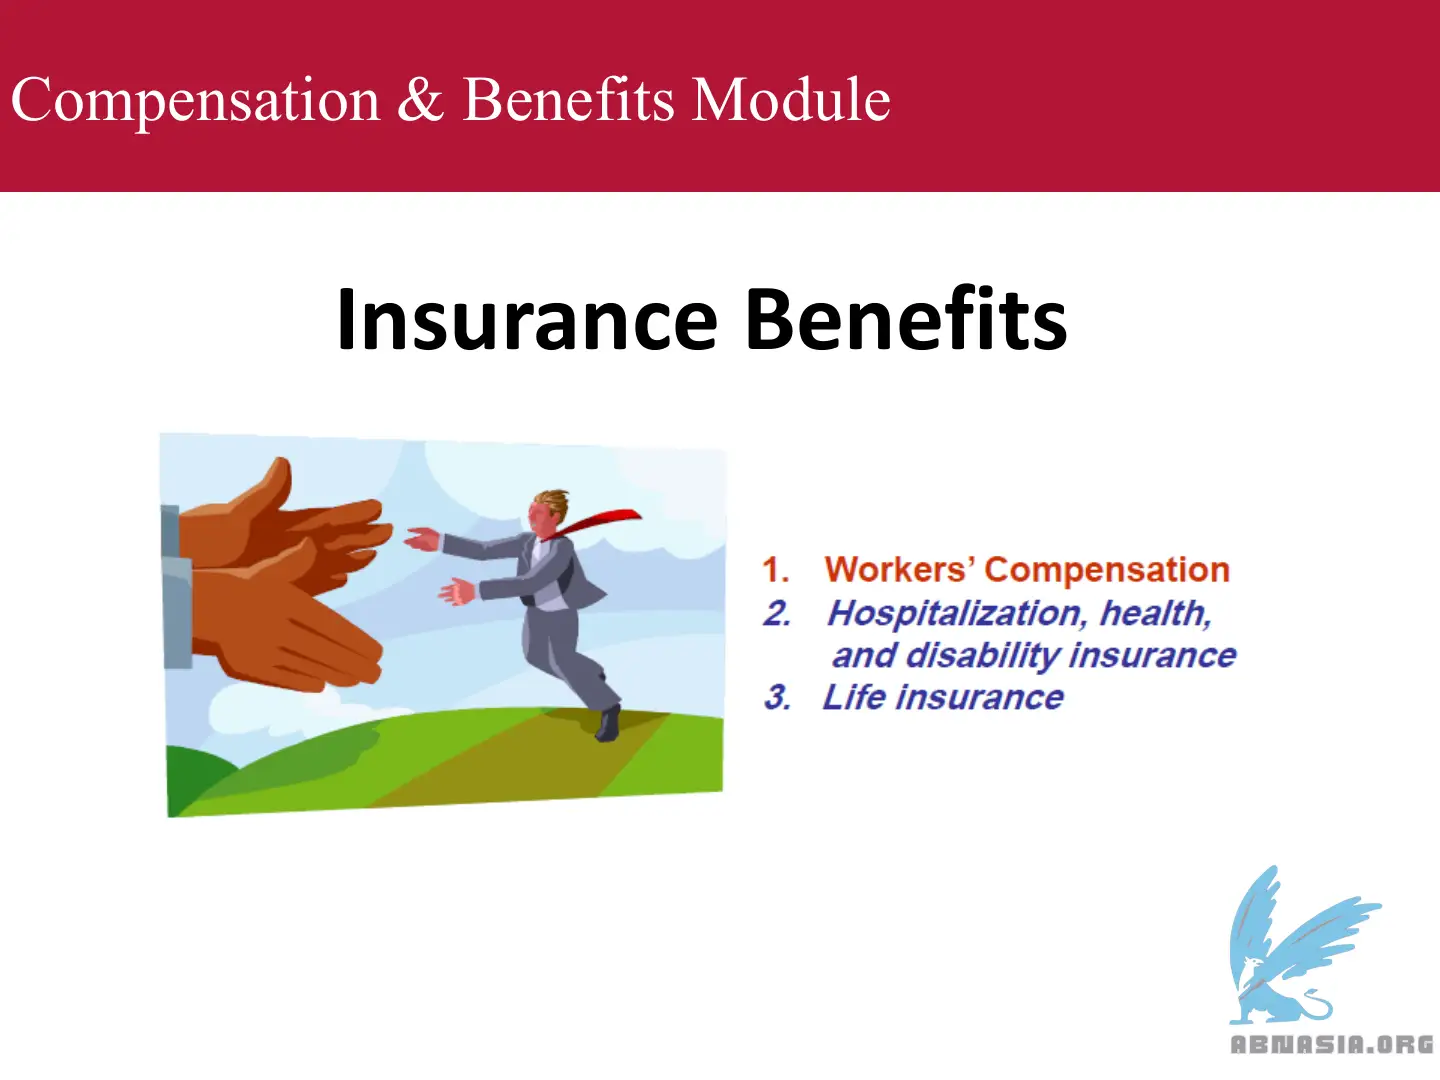 Compensation & Benefits Module
Insurance Benefits
1. Workers’ Compensation
2. Hospitalization, health,
and disability insurance
3. Life insurance
ABNASIA.ORG